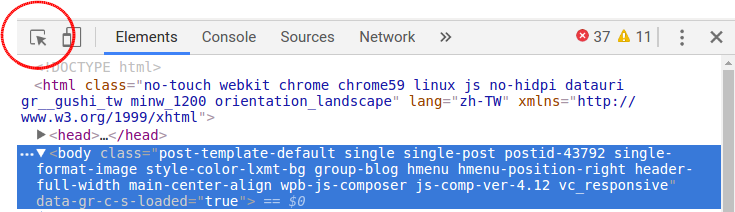 Elements Console Sources Network » 37 11
<!DOCTYPE html>
<html class="no-touch webkit chrome chrome59 linux js no-hidpi datauri
gr__gushi_tw minw_1200 orientation_landscape" lang="zh-TW" xmlns="http://
www.w3.org/1999/xhtml">
▶<head>…</head>
…▼<body class="post-template-default single single-post postid-43792 single-
format-image style-color-lxmt-bg group-blog hmenu hmenu-position-right header-
full-width main-center-align wpb-js-composer js-comp-ver-4.12 vc_responsive"
data-gr-c-s-loaded="true"> == $0